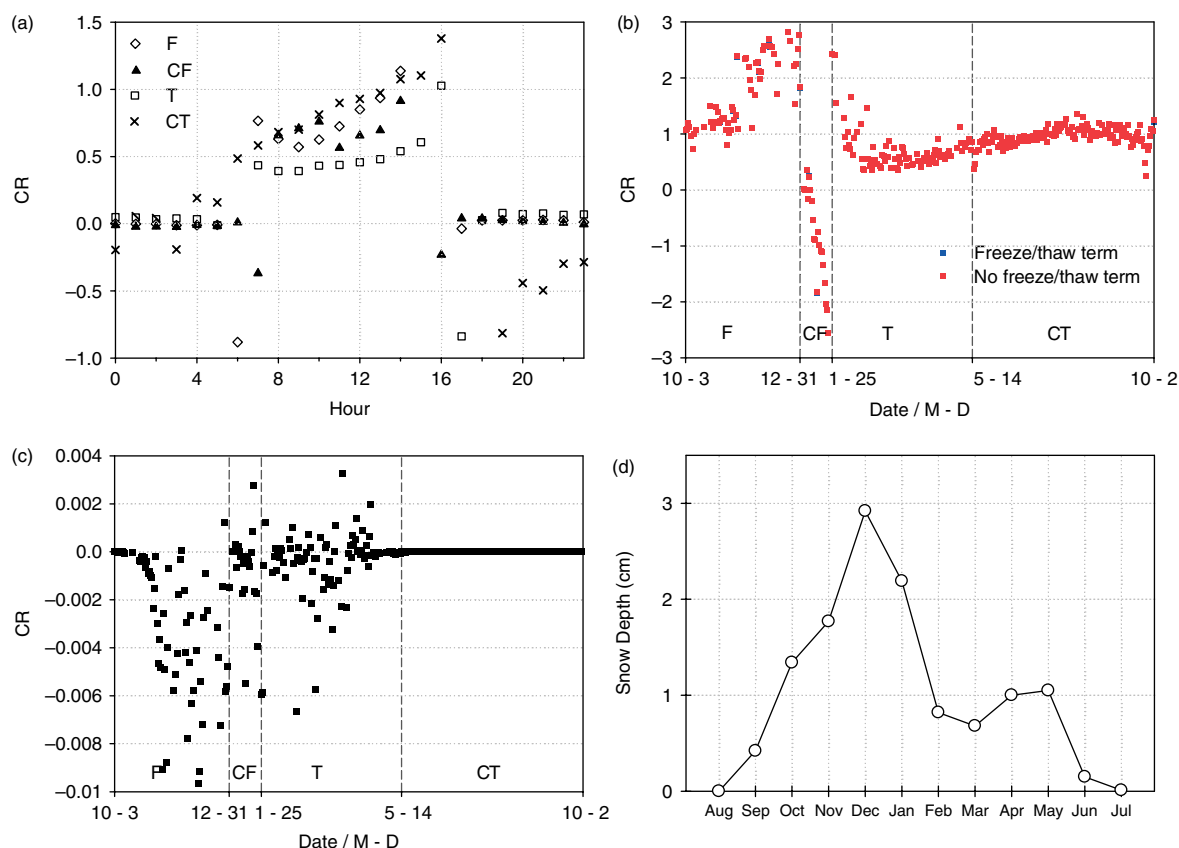 (a)
1.5
1.0
0.5
0.0
−0.5
−1.0
CR
F
CF
T
CT
0 4 8 12 16 20
Hour
(b)
3
2
1
0
−1
−2
−3
CR
Freeze/thaw term
No freeze/thaw term
F CF T CT
10 - 3 12 - 31 1 - 25 5 - 14 10 - 2
Date / M - D
(c)
0.004
0.002
0.0
−0.002
−0.004
−0.006
−0.008
−0.01
CR
F CF T CT
10 - 3 12 - 31 1 - 25 5 - 14 10 - 2
Date / M - D
(d)
3
2
1
0
Snow Depth (cm)
Aug Sep Oct Nov Dec Jan Feb Mar Apr May Jun Jul